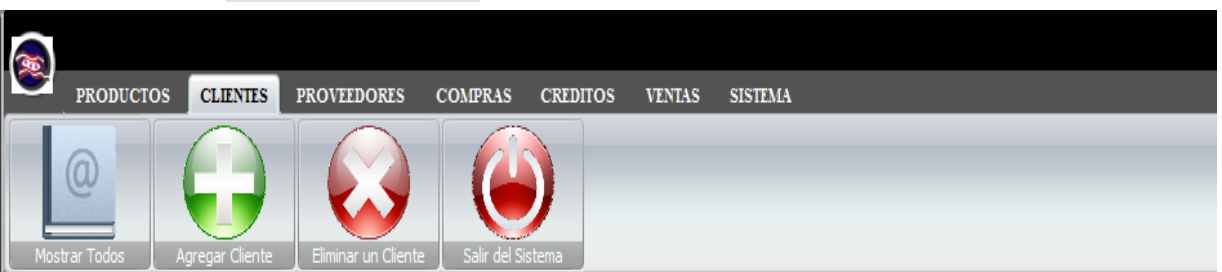 PRODUCTOS CLIENTES PROVEEDORES COMPRAS CREDITOS VENTAS SISTEMA
@
Mostrar Todos Agregar Cliente Eliminar un Cliente Salir del Sistema